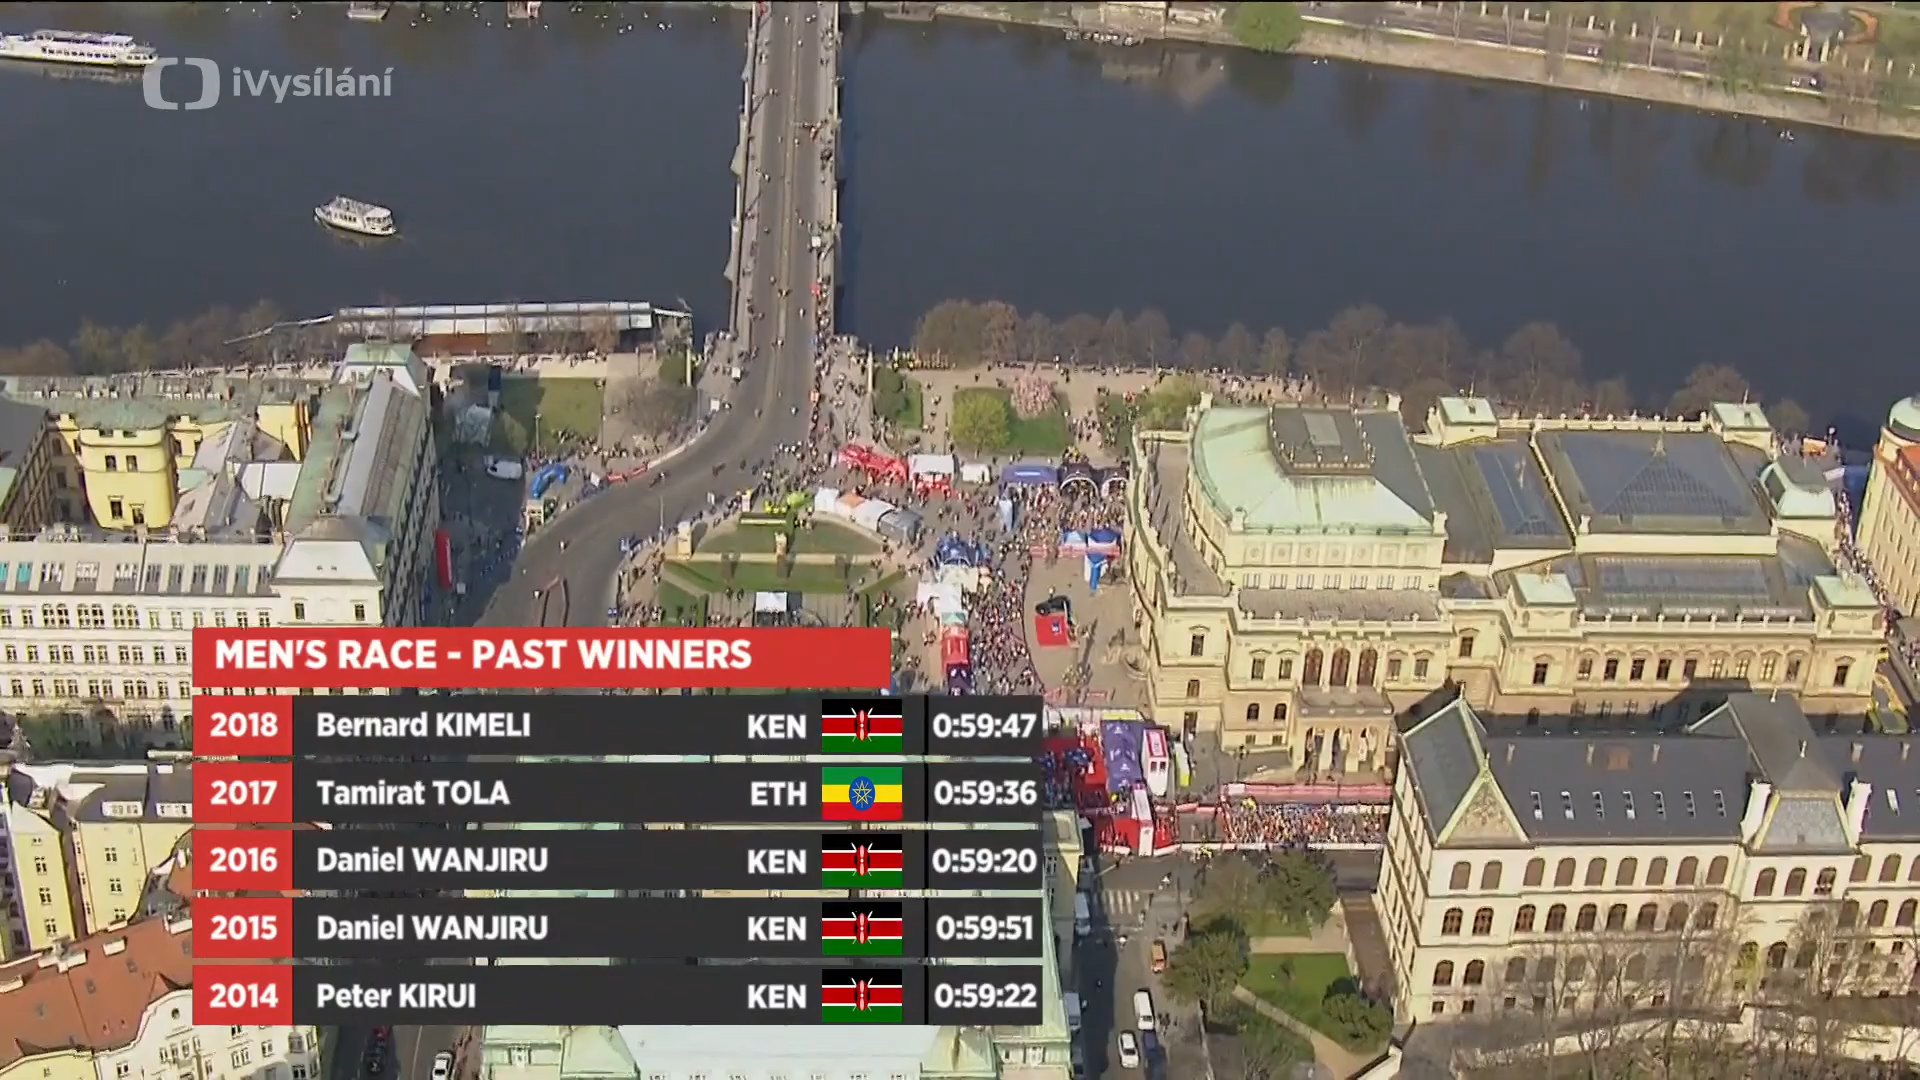 iVysílání
MEN'S RACE - PAST WINNERS
2018 Bernard KIMELI KEN 0:59:47
2017 Tamirat TOLA ETH 0:59:36
2016 Daniel WANJIRU KEN 0:59:20
2015 Daniel WANJIRU KEN 0:59:51
2014 Peter KIRUI KEN 0:59:22